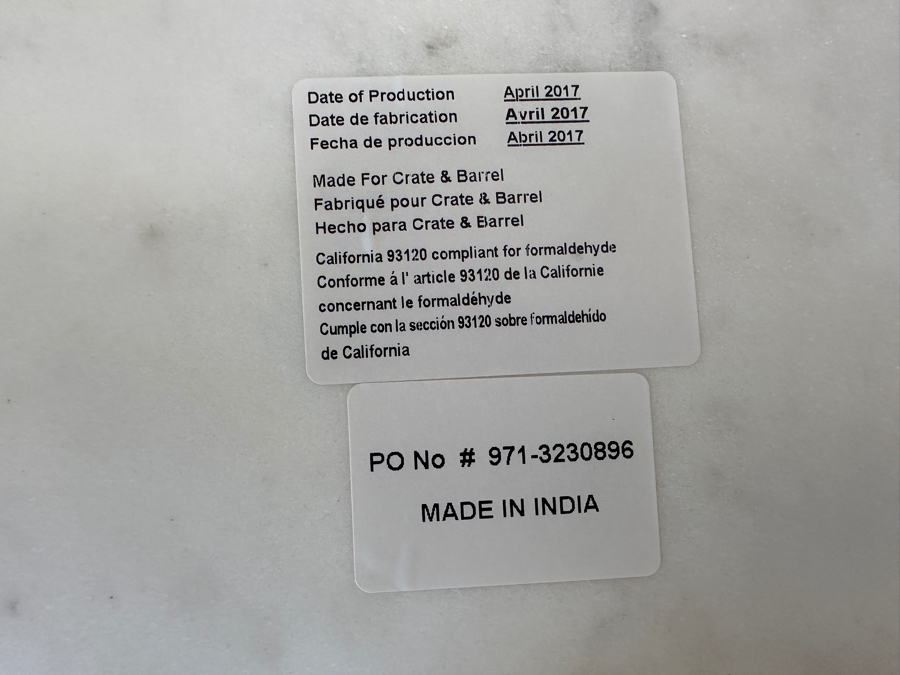 Date of Production April 2017
Date de fabrication Avril 2017
Fecha de produccion Abril 2017
Made For Crate & Barrel
Fabriqué pour Crate & Barrel
Hecho para Crate & Barrel
California 93120 compliant for formaldehyde
Conforme á l' article 93120 de la Californie
concernant le formaldéhyde
Cumple con la sección 93120 sobre formaldehído
de California
PO No # 971-3230896
MADE IN INDIA